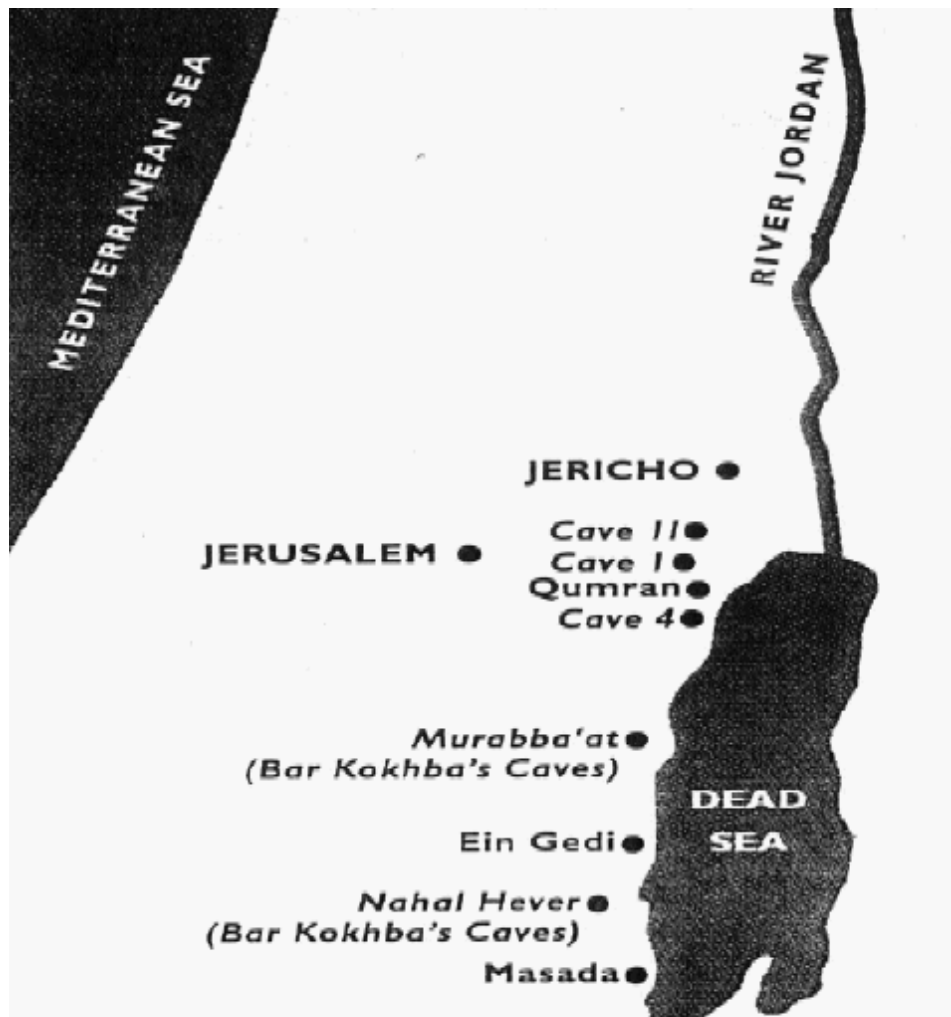 MEDITERRANEAN SEA
RIVER JORDAN
JERICHO
Cave 11
JERUSALEM
Cave 1
Qumran
Cave 4
Murabba'at
(Bar Kokhba's Caves)
DEAD
SEA
Ein Gedi
Nahal Hever
(Bar Kokhba's Caves)
Masada